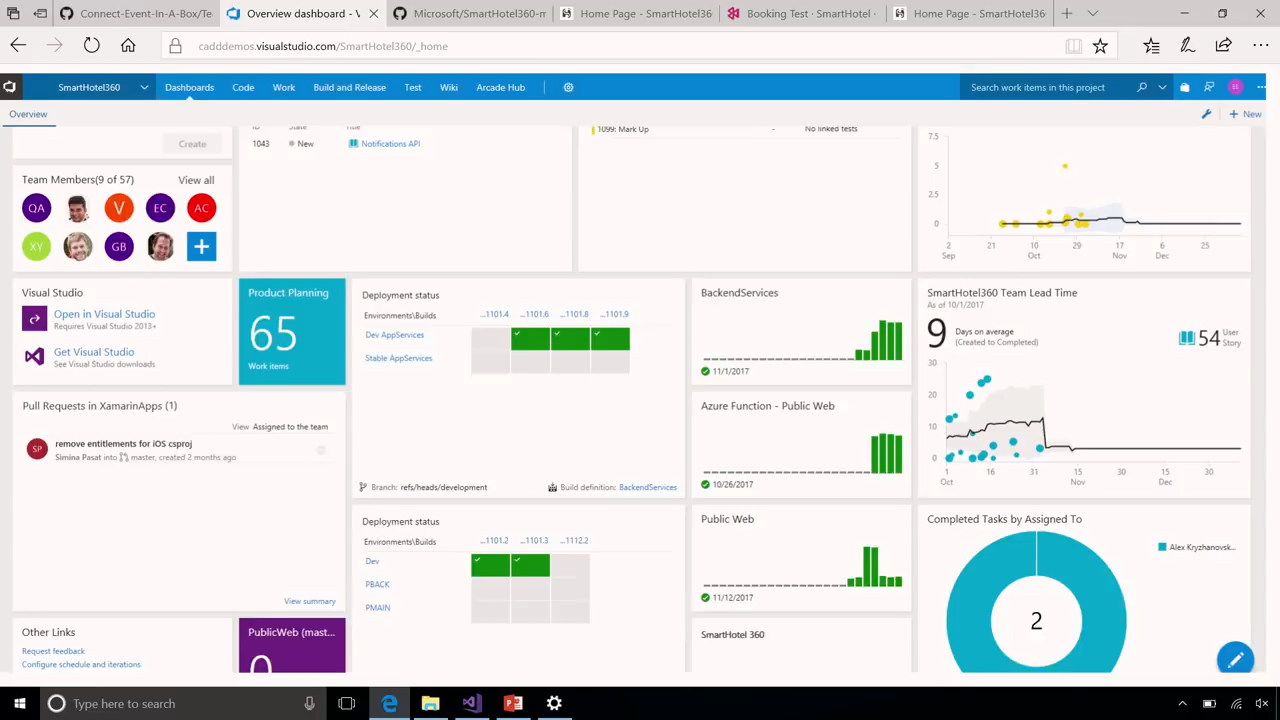 Connect-Event-In-A-Box/Te
Overview dashboard - V
Microsoft/SmartHotel360-m
Home Page - SmartHotel36
Booking Test · SmartHotel
Home Page - SmartHotel360
cadddemos.visualstudio.com/SmartHotel360/_home
SmartHotel360
Dashboards
Code
Work
Build and Release
Test
Wiki
Arcade Hub
Search work items in this project
EE
Overview
+ New
Create
ID
State
Title
1043
New
Notifications API
1099: Mark Up
-
No linked tests
7.5
5
2.5
0
2
21
10
29
17
6
25
Sep
Oct
Nov
Dec
Team Members(9 of 57)
View all
QA
V
EC
AC
XY
GB
Visual Studio
Open in Visual Studio
Requires Visual Studio 2013+
Get Visual Studio
See Visual Studio downloads
Product Planning
65
Work items
Deployment status
Environments\Builds
...1101.4
...1101.6
...1101.8
...1101.9
Dev AppServices
Stable AppServices
Branch: refs/heads/development
Build definition: BackendServices
BackendServices
11/1/2017
SmartHotel360 Team Lead Time
As of 10/1/2017
9
Days on average
(Created to Completed)
54
User
Story
30
20
10
0
1
16
31
15
30
15
30
Oct
Nov
Dec
Pull Requests in XamarinApps (1)
View Assigned to the team
SP
remove entitlements for iOS csproj
Simina Pasat into master, created 2 months ago
View summary
Azure Function - Public Web
10/26/2017
Deployment status
Environments\Builds
...1101.2
...1101.3
...1112.2
Dev
PBACK
PMAIN
Public Web
11/12/2017
Completed Tasks by Assigned To
Alex Kryzhanovsk...
2
Other Links
Request feedback
Configure schedule and iterations
PublicWeb (mast...
0
SmartHotel 360
Type here to search